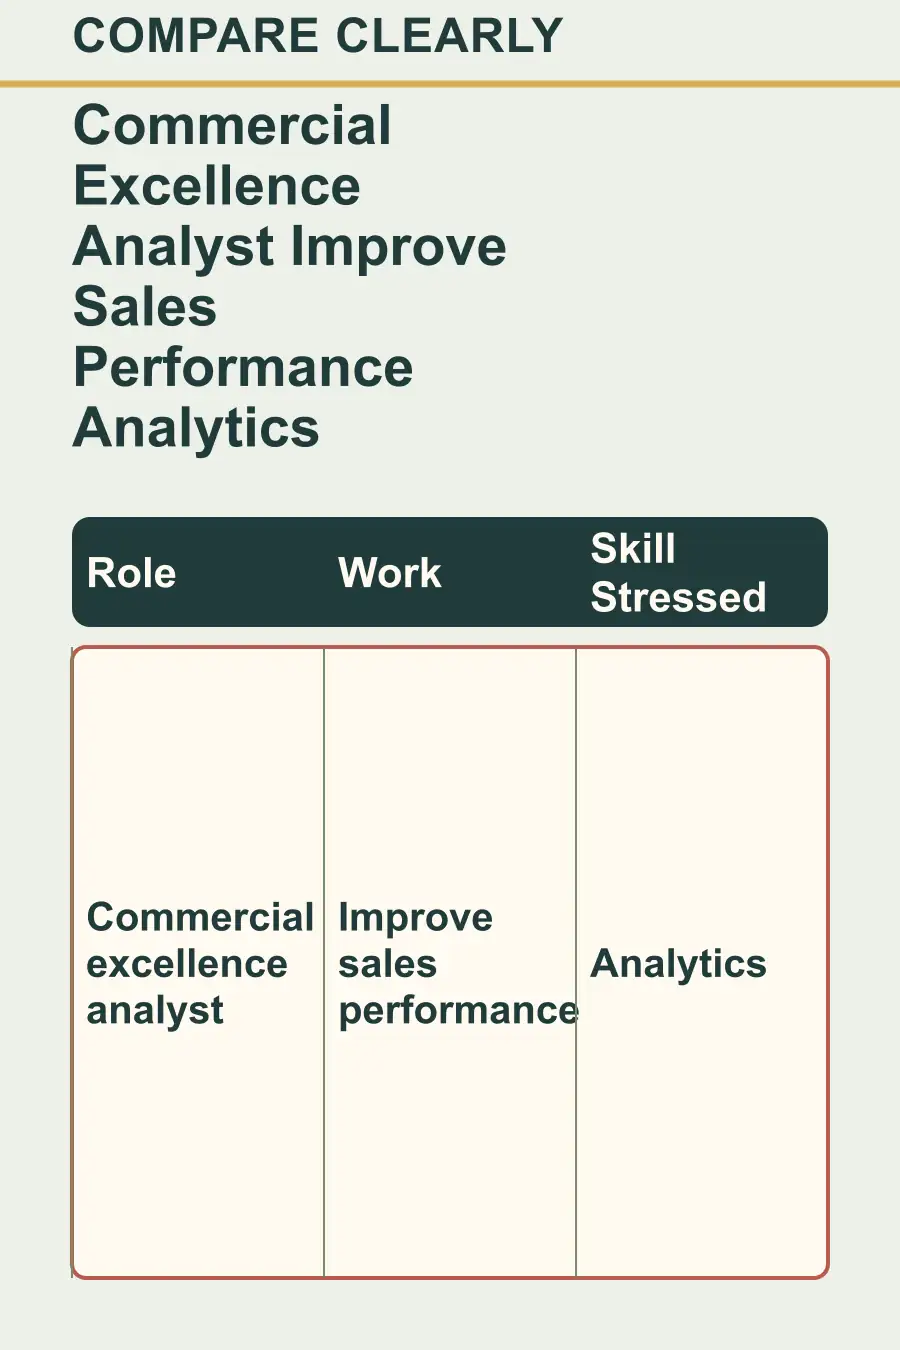 COMPARE CLEARLY
Commercial
Excellence
Analyst Improve
Sales
Performance
Analytics
Role
Work
Skill
Stressed
Commercial
excellence
analyst
Improve
sales
performance
Analytics